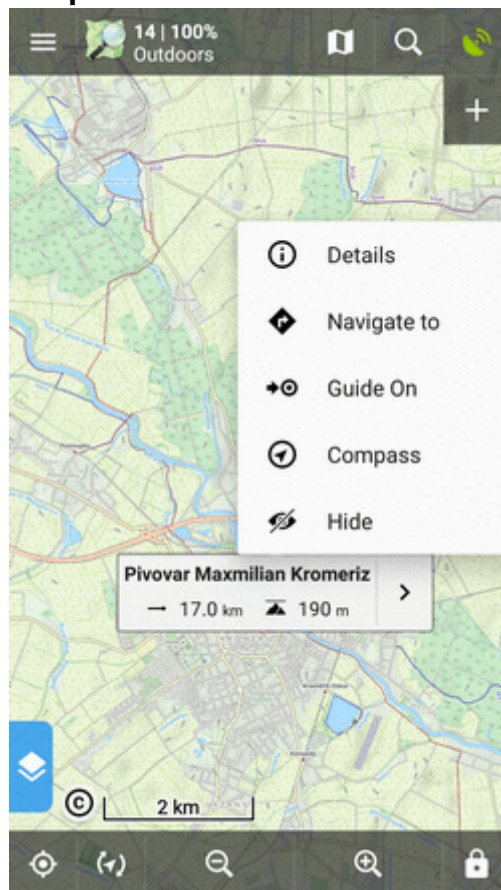 14 | 100%
Outdoors
Details
Navigate to
Guide On
Compass
Hide
Pivovar Maxmilian Kromeriz
17.0 km 190 m
© 2 km